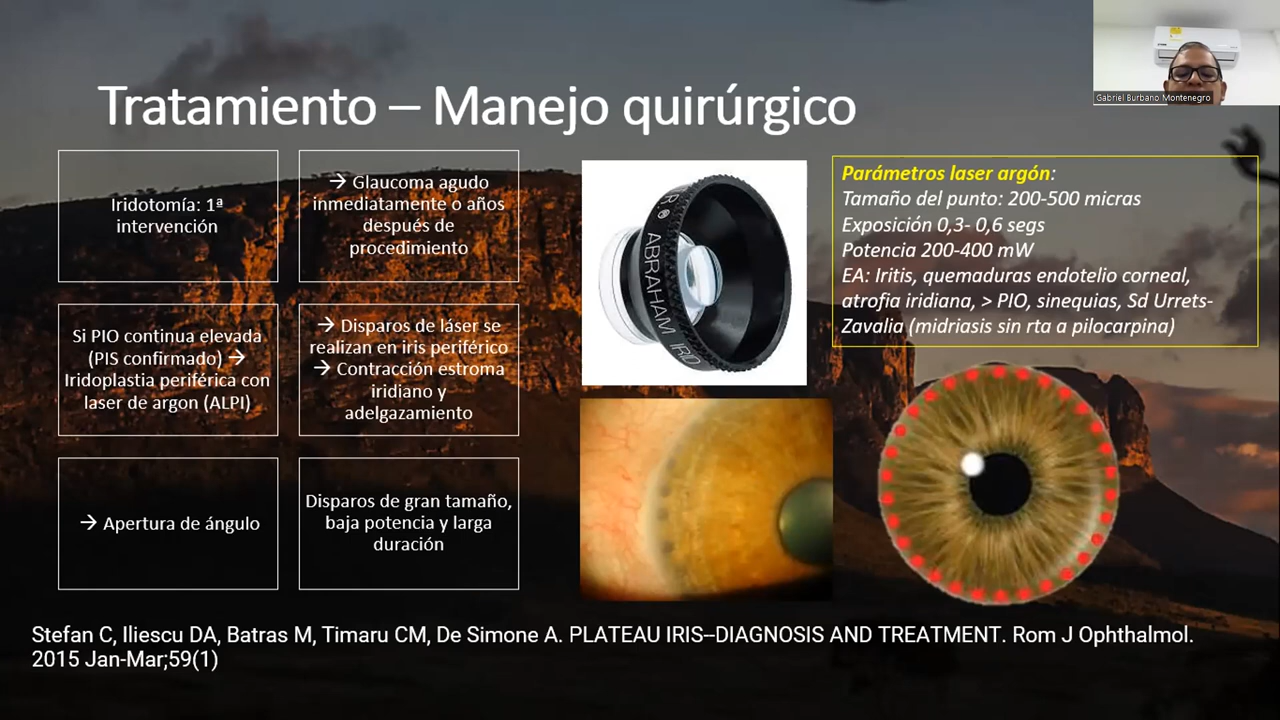 Gabriel Burbano Montenegro
Tratamiento – Manejo quirúrgico
Iridotomía: 1ª
intervención
→ Glaucoma agudo
inmediatamente o años
después de
procedimiento
Si PIO continua elevada
(PIS confirmado) →
Iridoplastia periférica con
laser de argon (ALPI)
→ Disparos de láser se
realizan en iris periférico
→ Contracción estroma
iridiano y
adelgazamiento
→ Apertura de ángulo
Disparos de gran tamaño,
baja potencia y larga
duración
ABRAHAM IRID
Parámetros laser argón:
Tamaño del punto: 200-500 micras
Exposición 0,3- 0,6 segs
Potencia 200-400 mW
EA: Iritis, quemaduras endotelio corneal,
atrofia iridiana, > PIO, sinequias, Sd Urrets-
Zavalia (midriasis sin rta a pilocarpina)
Stefan C, Iliescu DA, Batras M, Timaru CM, De Simone A. PLATEAU IRIS--DIAGNOSIS AND TREATMENT. Rom J Ophthalmol.
2015 Jan-Mar;59(1)